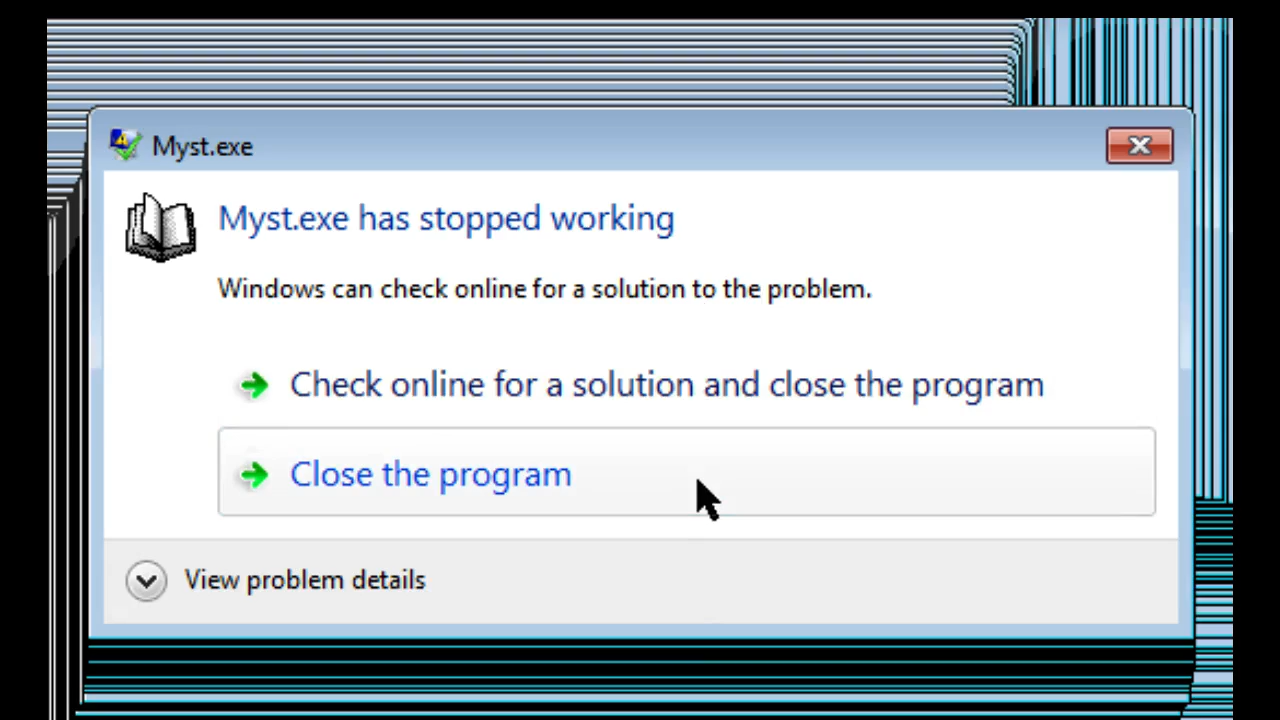 Myst.exe
Myst.exe has stopped working
Windows can check online for a solution to the problem.
Check online for a solution and close the program
Close the program
View problem details